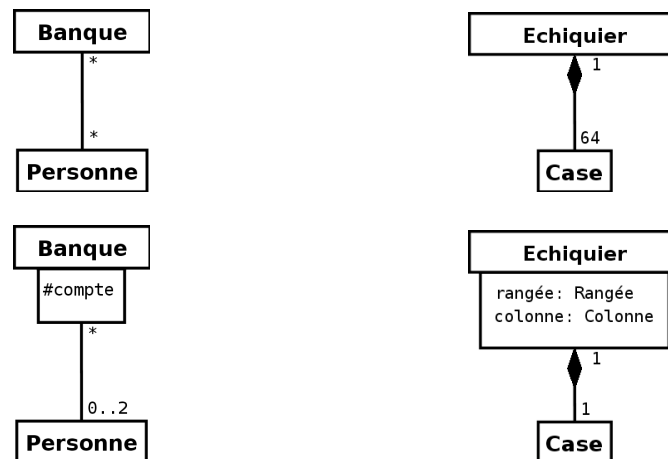 Banque
*
*
Personne
Echiquier
1
64
Case
Banque
#compte
*
0..2
Personne
Echiquier
rangée: Rangée
colonne: Colonne
1
1
Case